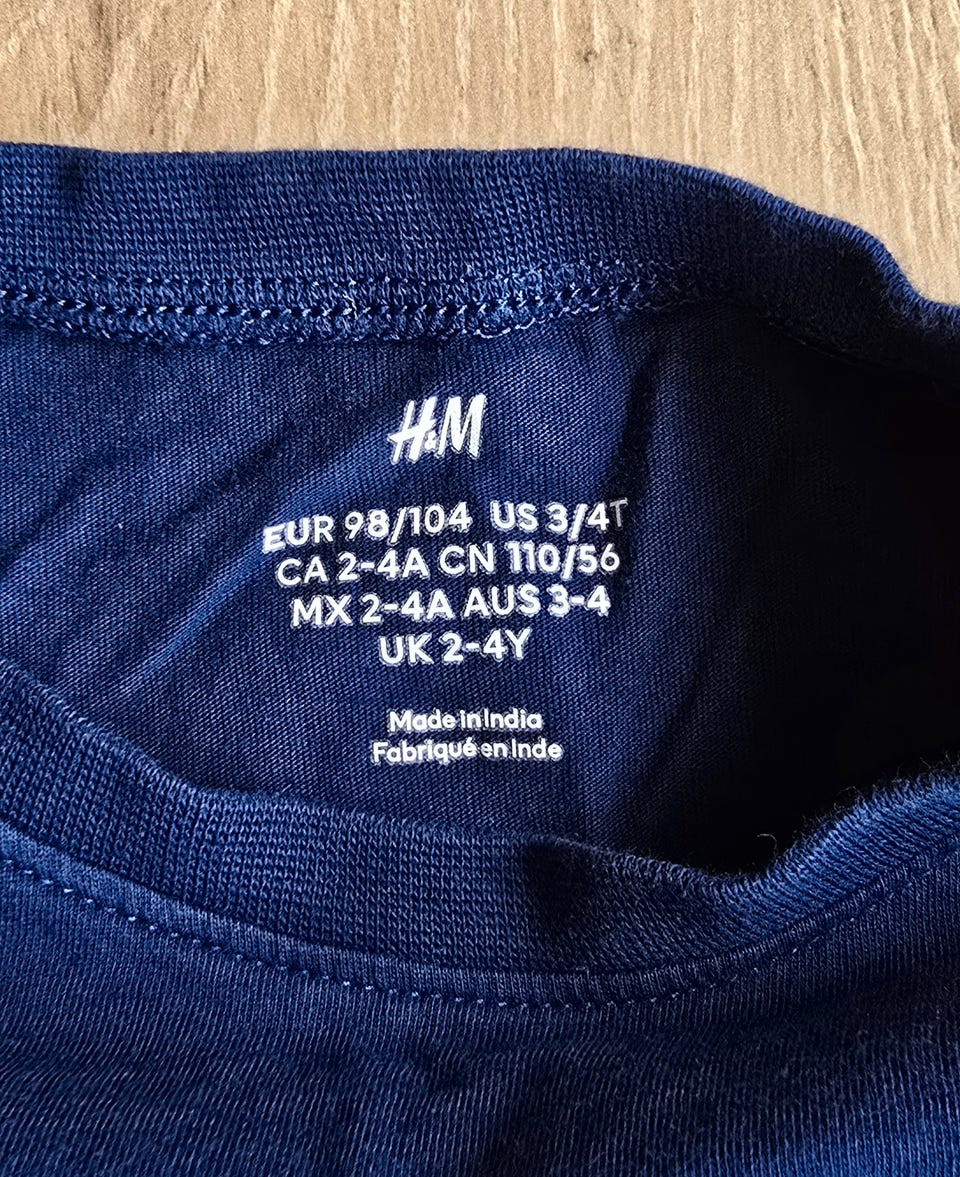 H&M
EUR 98/104 US 3/4T
CA 2-4A CN 110/56
MX 2-4A AUS 3-4
UK 2-4Y
Made in India
Fabriqué en Inde